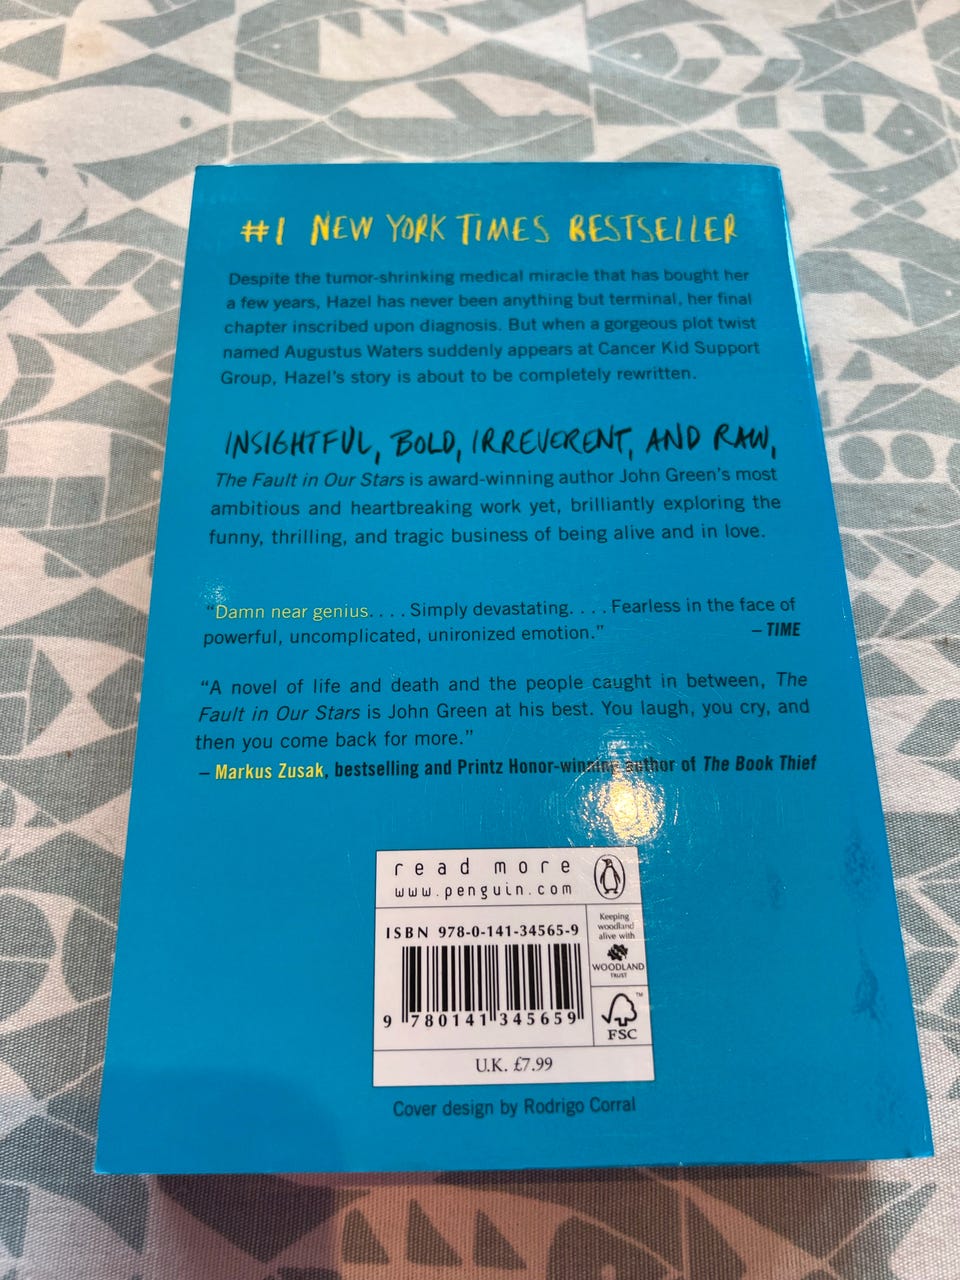 #1 NEW YORK TIMES BESTSELLER
Despite the tumor-shrinking medical miracle that has bought her
a few years, Hazel has never been anything but terminal, her final
chapter inscribed upon diagnosis. But when a gorgeous plot twist
named Augustus Waters suddenly appears at Cancer Kid Support
Group, Hazel's story is about to be completely rewritten.
INSIGHTFUL, BOLD, IRREVERENT, AND RAW,
The Fault in Our Stars is award-winning author John Green's most
ambitious and heartbreaking work yet, brilliantly exploring the
funny, thrilling, and tragic business of being alive and in love.
"Damn near genius. . . . Simply devastating. . . . Fearless in the face of
powerful, uncomplicated, unironized emotion." – TIME
"A novel of life and death and the people caught in between, The
Fault in Our Stars is John Green at his best. You laugh, you cry, and
then you come back for more."
– Markus Zusak, bestselling and Printz Honor-winning author of The Book Thief
read more
www.penguin.com
ISBN 978-0-141-34565-9
9 780141 345659
Keeping
woodland
alive with
WOODLAND
TRUST
™
FSC
U.K. £7.99
Cover design by Rodrigo Corral